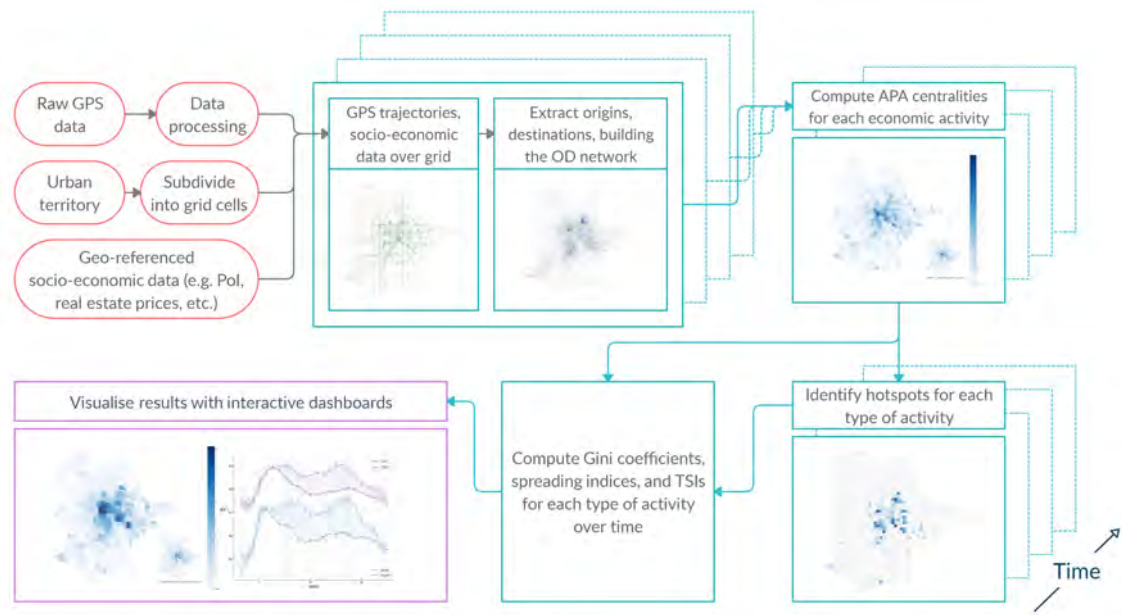 Raw GPS
data
Data
processing
Urban
territory
Subdivide
into grid cells
Geo-referenced
socio-economic data (e.g. PoI,
real estate prices, etc.)
GPS trajectories,
socio-economic
data over grid
Extract origins,
destinations, building
the OD network
Compute APA centralities
for each economic activity
Identify hotspots for each
type of activity
Compute Gini coefficients,
spreading indices, and TSIs
for each type of activity
over time
Visualise results with interactive dashboards
Time